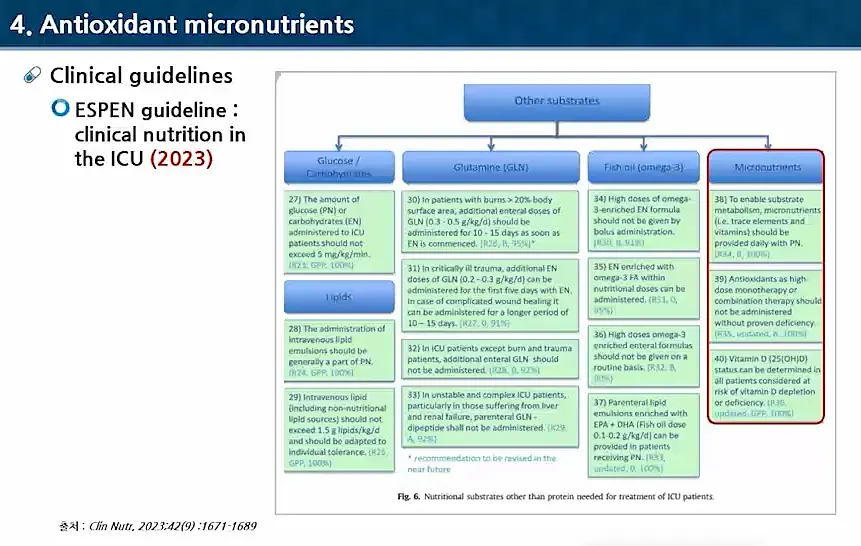 4. Antioxidant micronutrients
Clinical guidelines
ESPEN guideline :
clinical nutrition in
the ICU (2023)
Other substrates
Glucose /
Carbohydrates
27) The amount of
glucose (PN) or
carbohydrates (EN)
administered to ICU
patients should not
exceed 5 mg/kg/min.
(R23, GPP, 100%)
Lipids
28) The administration of
intravenous lipid
emulsions should be
generally a part of PN.
(R24, GPP, 100%)
29) Intravenous lipid
(including non-nutritional
lipid sources) should not
exceed 1.5 g lipids/kg/d
and should be adapted to
individual tolerance. (R25,
GPP, 100%)
Glutamine (GLN)
30) In patients with burns > 20% body
surface area, additional enteral doses of
GLN (0.3 - 0.5 g/kg/d) should be
administered for 10 - 15 days as soon as
EN is commenced. (R26, B, 95%)*
31) In critically ill trauma, additional EN
doses of GLN (0.2 - 0.3 g/kg/d) can be
administered for the first five days with EN.
In case of complicated wound healing it
can be administered for a longer period of
10 – 15 days. (R27, 0, 91%)
32) In ICU patients except burn and trauma
patients, additional enteral GLN should
not be administered. (R28, B, 92%)
33) In unstable and complex ICU patients,
particularly in those suffering from liver
and renal failure, parenteral GLN -
dipeptide shall not be administered. (R29,
A, 92%)
* recommendation to be revised in the
near future
Fish oil (omega-3)
34) High doses of omega-
3-enriched EN formula
should not be given by
bolus administration.
(R30, B, 91%)
35) EN enriched with
omega-3 FA within
nutritional doses can be
administered. (R31, 0,
95%)
36) High doses omega-3
enriched enteral formulas
should not be given on a
routine basis. (R32, B,
90%)
37) Parenteral lipid
emulsions enriched with
EPA + DHA (Fish oil dose
0.1-0.2 g/kg/d) can be
provided in patients
receiving PN. (R33,
updated, 0, 100%)
Micronutrients
38) To enable substrate
metabolism, micronutrients
(i.e. trace elements and
vitamins) should be
provided daily with PN.
(R34, B, 100%)
39) Antioxidants as high-
dose monotherapy or
combination therapy should
not be administered
without proven deficiency.
(R35, updated, 100%)
40) Vitamin D (25(OH)D)
status can be determined in
all patients considered at
risk of vitamin D depletion
or deficiency. (R36,
updated, GPP, 100%)
Fig. 6. Nutritional substrates other than protein needed for treatment of ICU patients.
출처 : Clin Nutr, 2023;42(9) :1671-1689